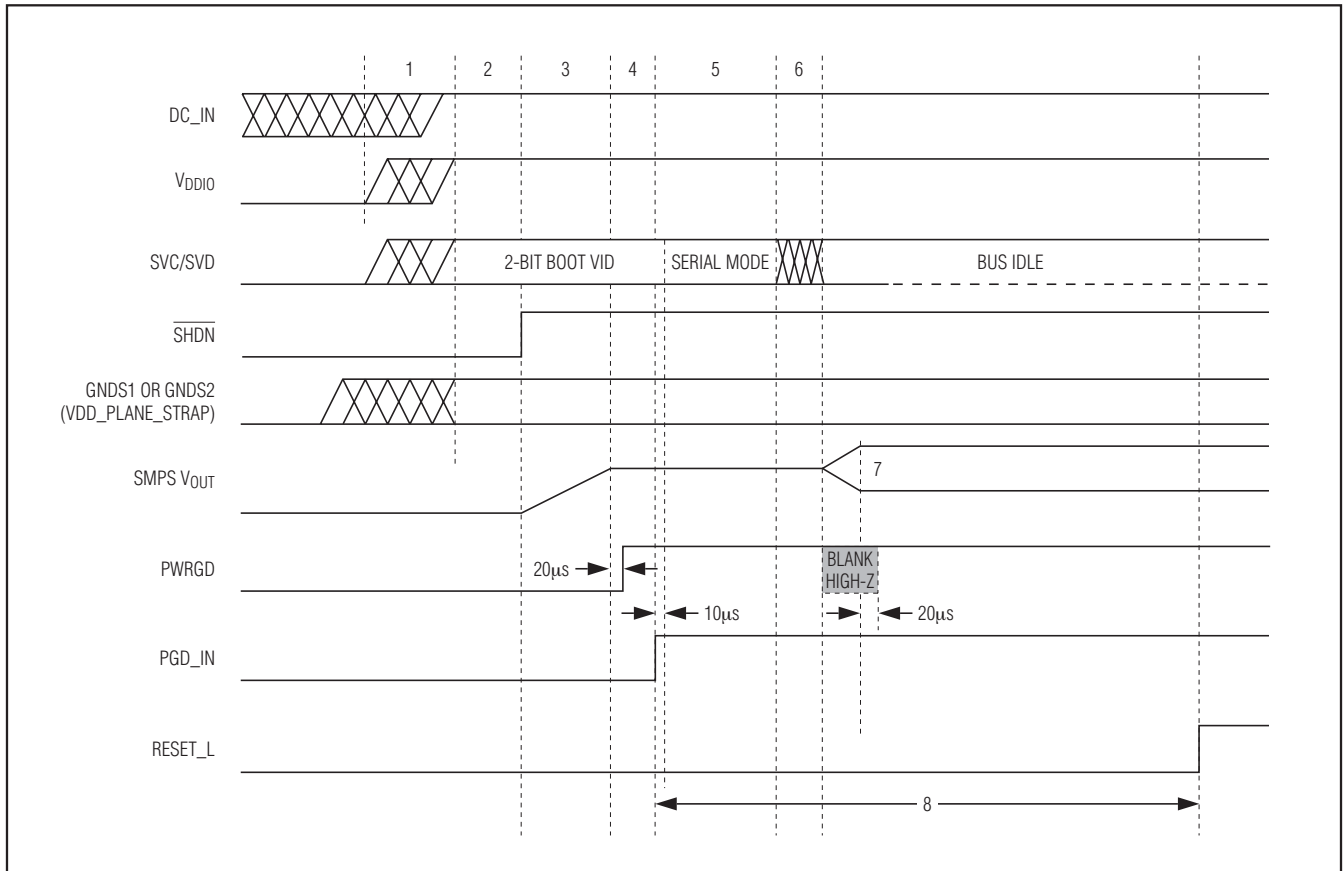 1 2 3 4 5 6
DC_IN
VDDIO
SVC/SVD
2-BIT BOOT VID
SERIAL MODE
BUS IDLE
SHDN
GNDS1 OR GNDS2
(VDD_PLANE_STRAP)
SMPS VOUT
7
PWRGD
20μs
BLANK
HIGH-Z
10μs
20μs
PGD_IN
RESET_L
8